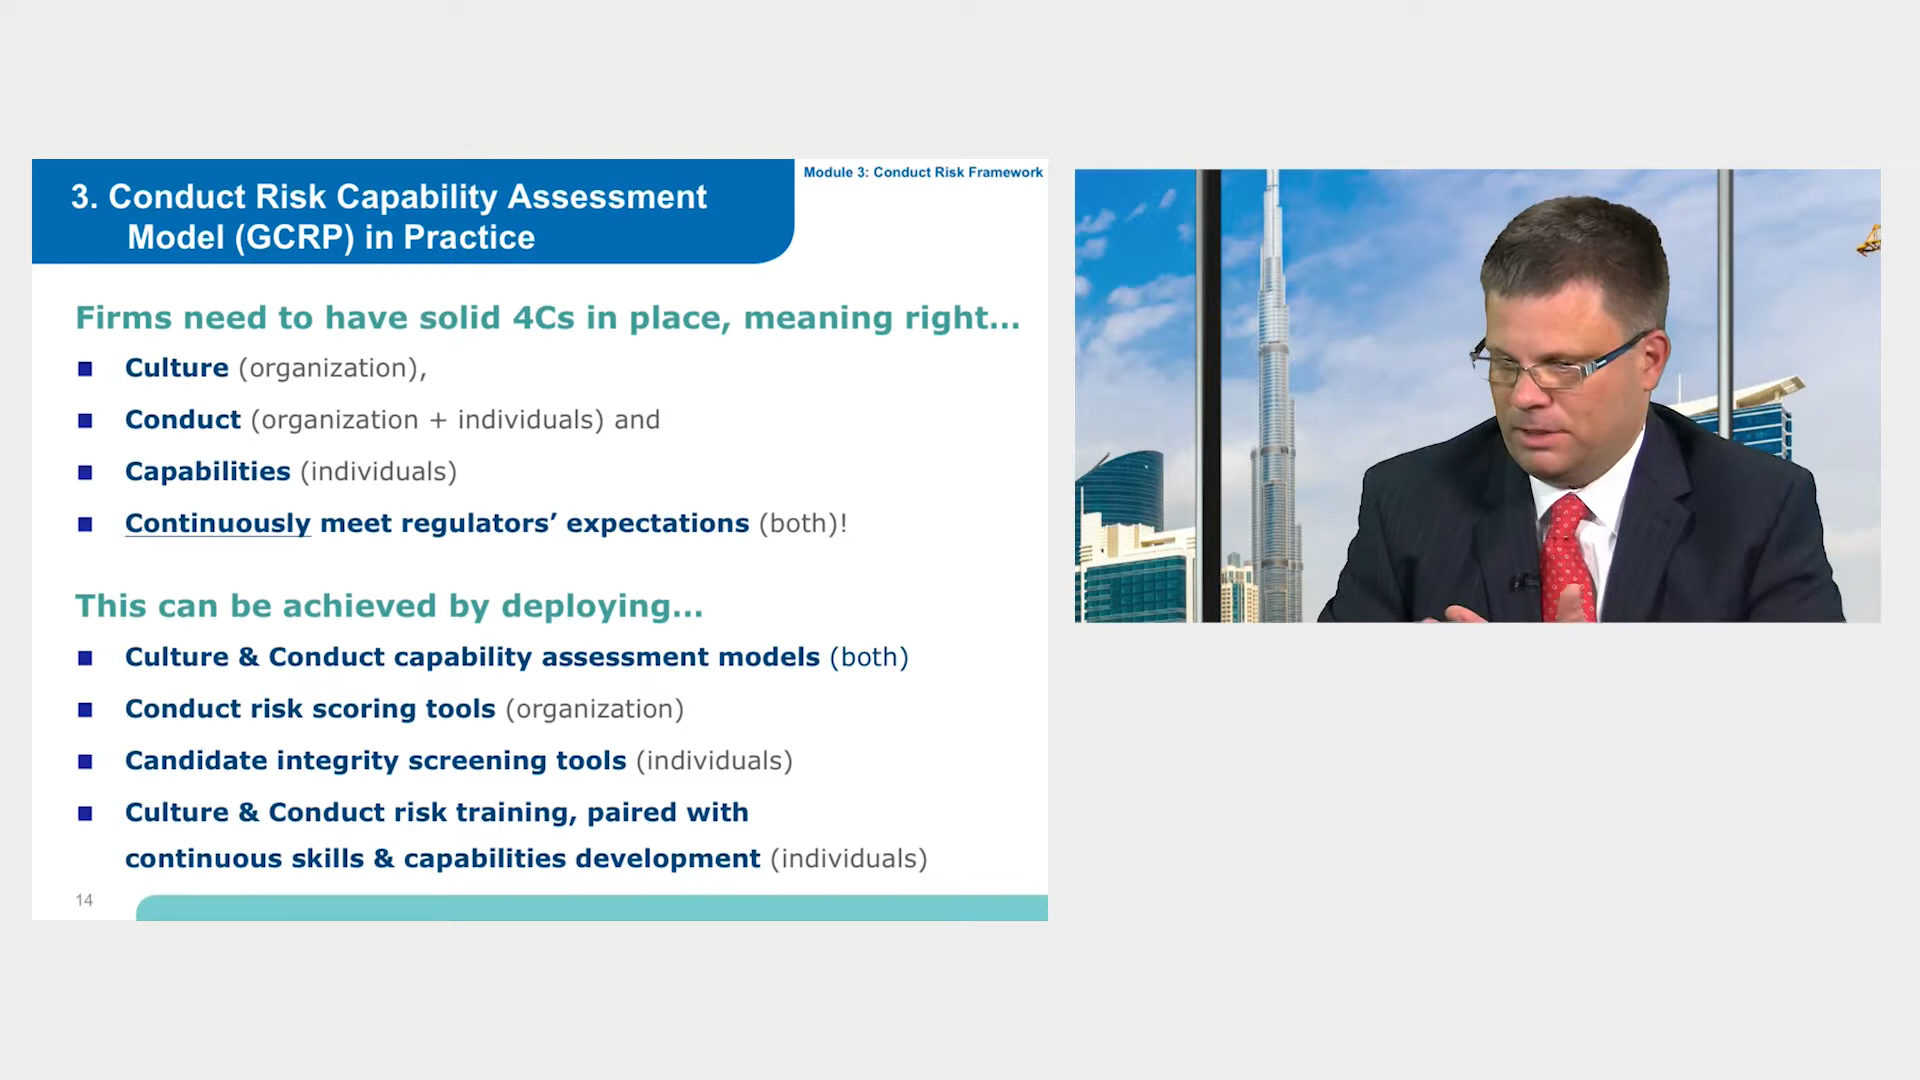 3. Conduct Risk Capability Assessment
Model (GCRP) in Practice
Module 3: Conduct Risk Framework
Firms need to have solid 4Cs in place, meaning right...
Culture (organization),
Conduct (organization + individuals) and
Capabilities (individuals)
Continuously meet regulators’ expectations (both)!
This can be achieved by deploying...
Culture & Conduct capability assessment models (both)
Conduct risk scoring tools (organization)
Candidate integrity screening tools (individuals)
Culture & Conduct risk training, paired with
continuous skills & capabilities development (individuals)
14